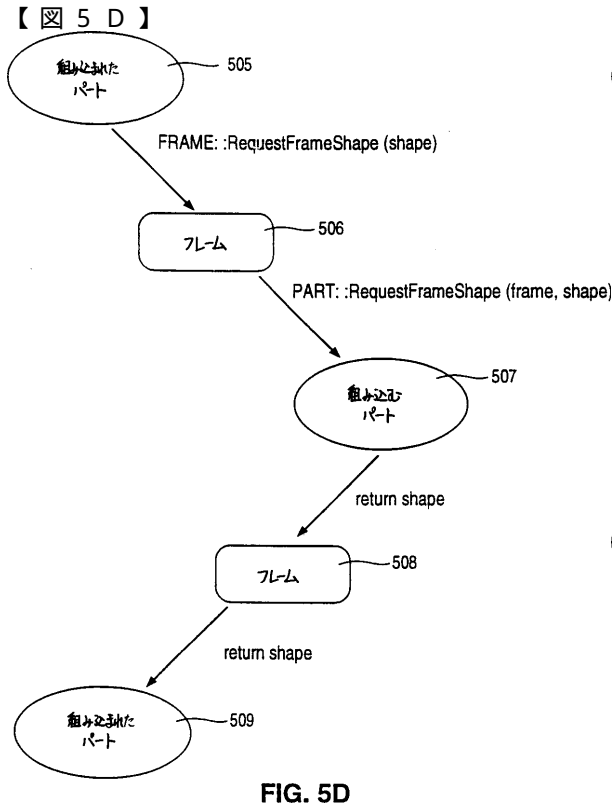 【図5D】
組み込まれた
パート
505
FRAME: :RequestFrameShape (shape)
フレーム
506
PART: :RequestFrameShape (frame, shape)
組み込む
パート
507
return shape
フレーム
508
return shape
組み込まれた
パート
509
FIG. 5D